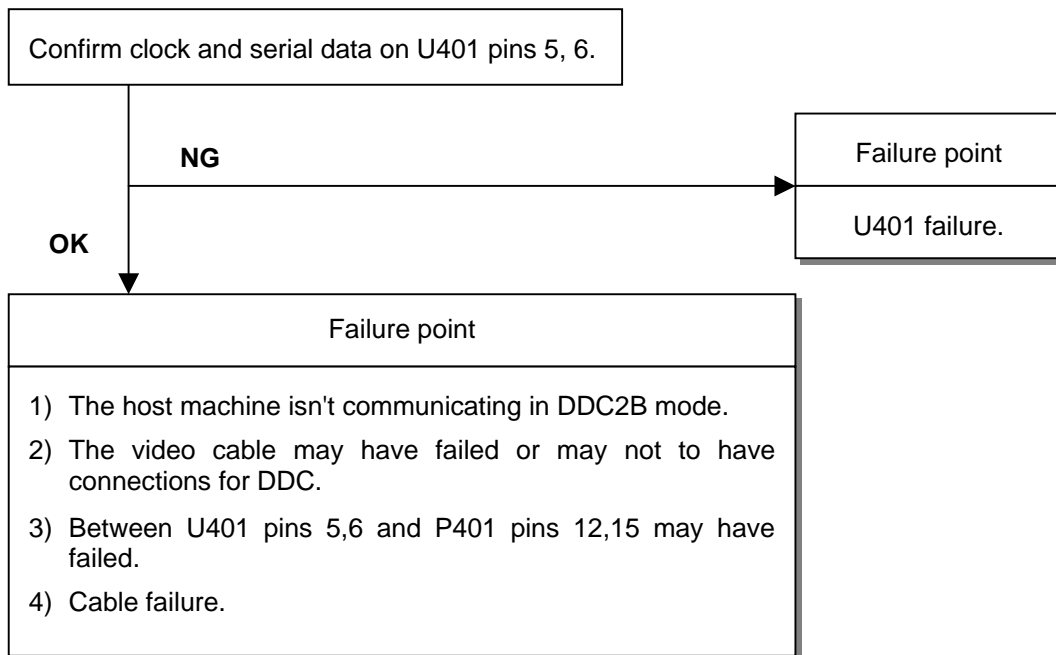 Confirm clock and serial data on U401 pins 5, 6.
NG
Failure point
U401 failure.
OK
Failure point
1) The host machine isn't communicating in DDC2B mode.
2) The video cable may have failed or may not to have
connections for DDC.
3) Between U401 pins 5,6 and P401 pins 12,15 may have
failed.
4) Cable failure.